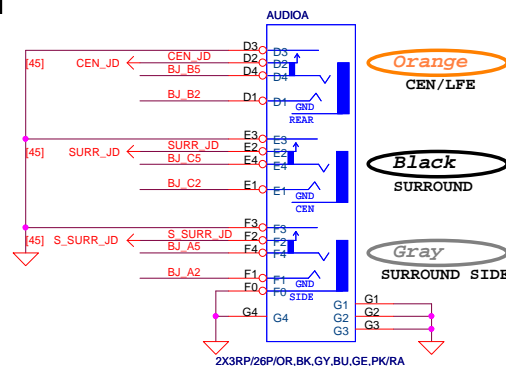 AUDIOA
D3 D3
[45] CEN_JD CEN_JD D2 D2
BJ_B5 D4 D4
BJ_B2 D1 D1
GND
REAR
Orange
CEN/LFE
E3 E3
[45] SURR_JD SURR_JD E2 E2
BJ_C5 E4 E4
BJ_C2 E1 E1
GND
CEN
Black
SURROUND
F3 F3
[45] S_SURR_JD S_SURR_JD F2 F2
BJ_A5 F4 F4
BJ_A2 F1 F1
GND
F0 F0
SIDE
Gray
SURROUND SIDE
G1 G1
G4 G4 G2 G2
G3 G3
2X3RP/26P/OR,BK,GY,BU,GE,PK/RA